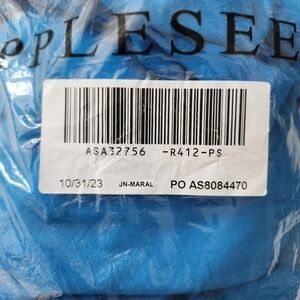 PPLESEE
ASA32756 -R412-PS
10/31/23 JN-MARAL PO AS8084470